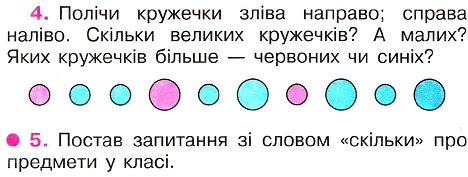 4. Полічи кружечки зліва направо; справа
наліво. Скільки великих кружечків? А малих?
Яких кружечків більше — червоних чи синіх?
5. Постав запитання зі словом «скільки» про
предмети у класі.